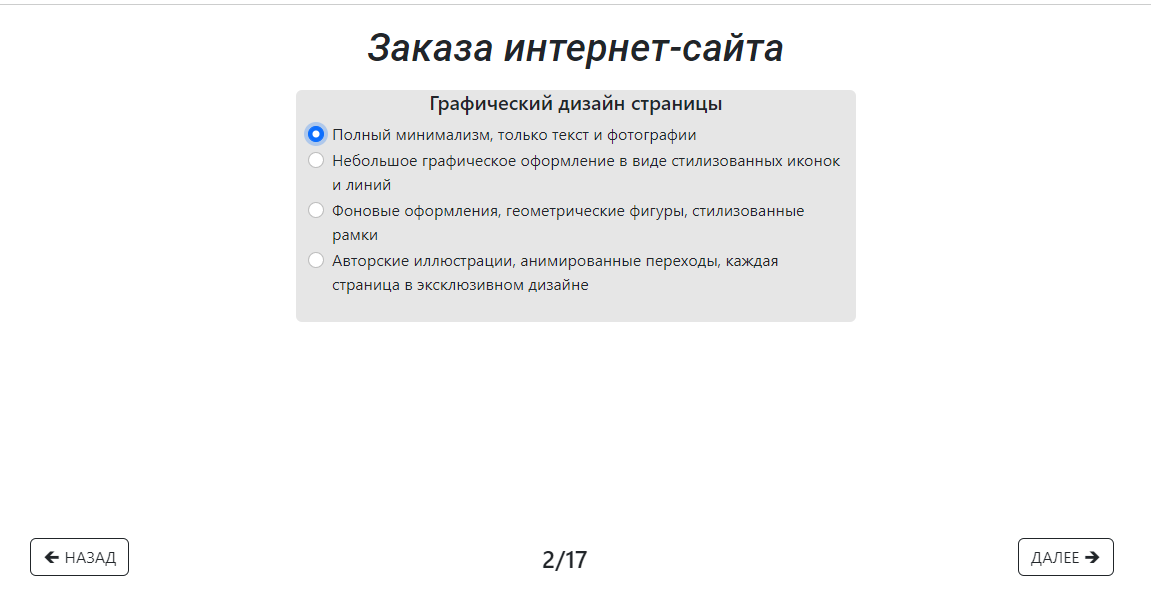 Заказа интернет-сайта
Графический дизайн страницы
Полный минимализм, только текст и фотографии
Небольшое графическое оформление в виде стилизованных иконок
и линий
Фоновые оформления, геометрические фигуры, стилизованные
рамки
Авторские иллюстрации, анимированные переходы, каждая
страница в эксклюзивном дизайне
НАЗАД
2/17
ДАЛЕЕ